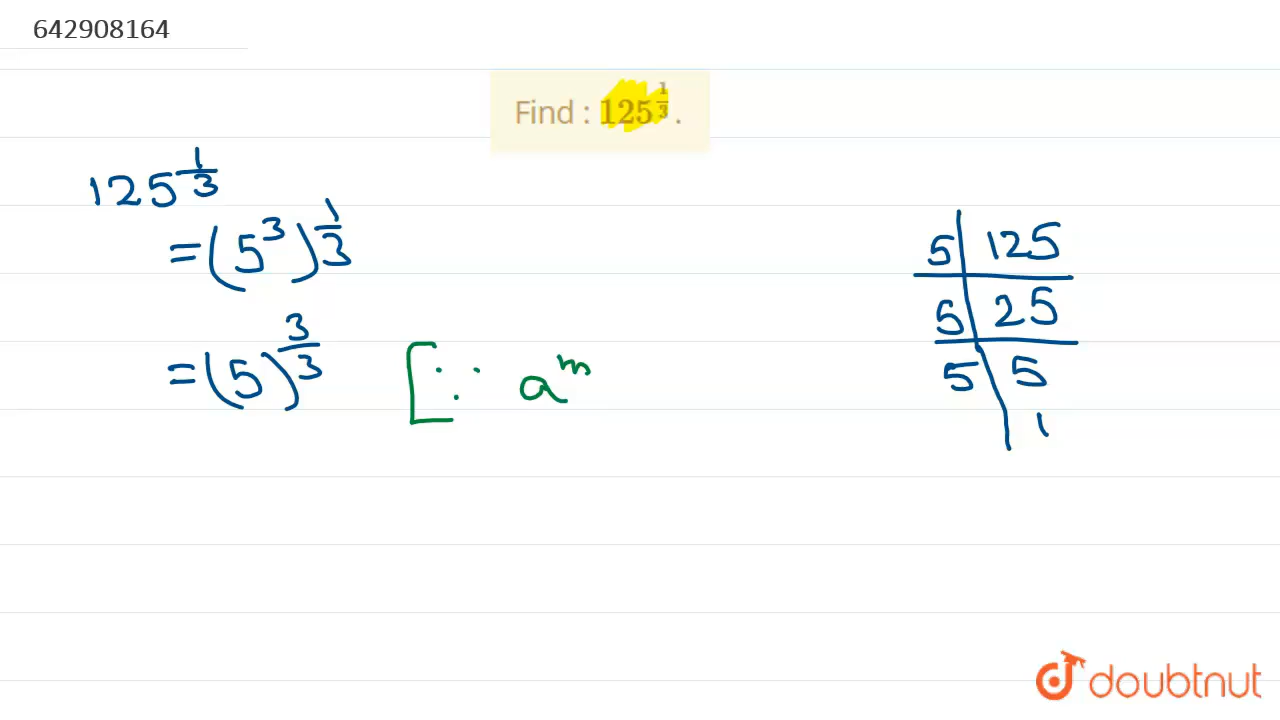 642908164
Find : 125^(1/3).
125^(1/3)
= (5^3)^(1/3)
= (5)^(3/3) [∵ a^m
5 | 125
5 | 25
5 | 5
| 1
doubtnut